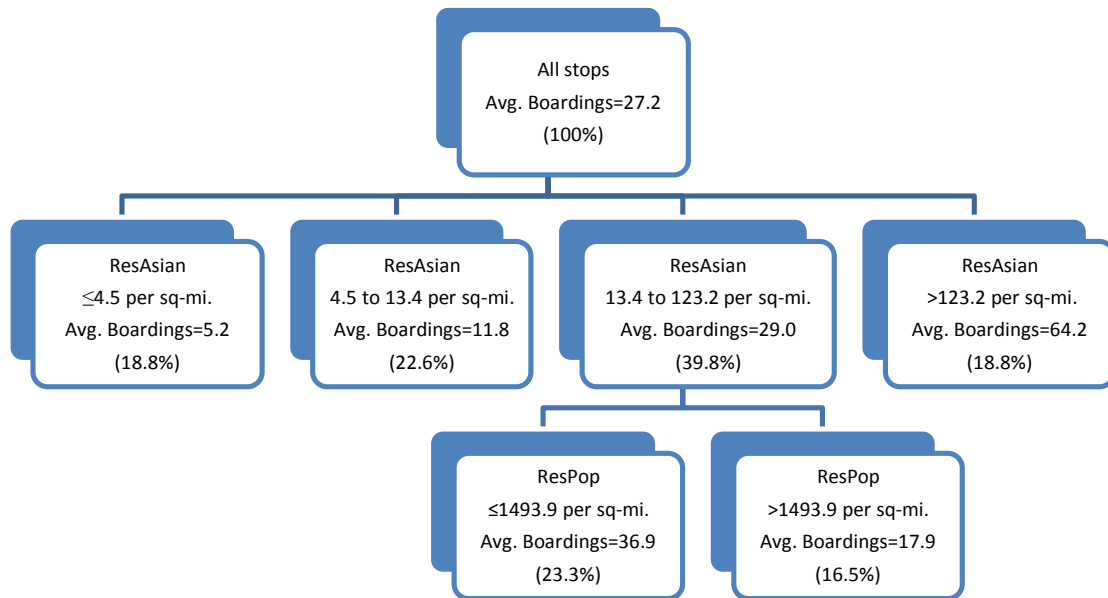 All stops
Avg. Boardings=27.2
(100%)
ResAsian
≤4.5 per sq-mi.
Avg. Boardings=5.2
(18.8%)
ResAsian
4.5 to 13.4 per sq-mi.
Avg. Boardings=11.8
(22.6%)
ResAsian
13.4 to 123.2 per sq-mi.
Avg. Boardings=29.0
(39.8%)
ResAsian
>123.2 per sq-mi.
Avg. Boardings=64.2
(18.8%)
ResPop
≤1493.9 per sq-mi.
Avg. Boardings=36.9
(23.3%)
ResPop
>1493.9 per sq-mi.
Avg. Boardings=17.9
(16.5%)